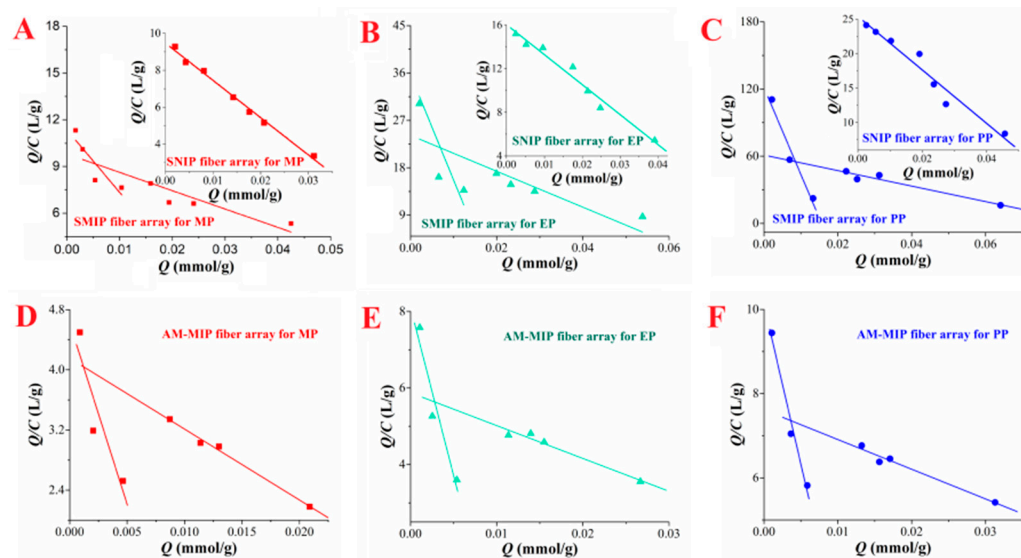 A
Q/C (L/g)
15
12
9
6
0.00
0.01
0.02
0.03
0.04
0.05
Q (mmol/g)
SMIP fiber array for MP
Q/C (L/g)
10
8
6
4
2
0.00
0.01
0.02
0.03
Q (mmol/g)
SNIP fiber array for MP
B
Q/C (L/g)
45
36
27
18
9
0.00
0.02
0.04
0.06
Q (mmol/g)
SMIP fiber array for EP
Q/C (L/g)
16
14
12
10
8
6
4
0.00
0.01
0.02
0.03
0.04
Q (mmol/g)
SNIP fiber array for EP
C
Q/C (L/g)
180
120
60
0
0.00
0.02
0.04
0.06
Q (mmol/g)
SMIP fiber array for PP
Q/C (L/g)
25
20
15
10
5
0.00
0.02
0.04
Q (mmol/g)
SNIP fiber array for PP
D
AM-MIP fiber array for MP
Q/C (L/g)
4.8
4.0
3.2
2.4
0.000
0.005
0.010
0.015
0.020
Q (mmol/g)
E
AM-MIP fiber array for EP
Q/C (L/g)
8
6
4
0.00
0.01
0.02
0.03
Q (mmol/g)
F
AM-MIP fiber array for PP
Q/C (L/g)
10
8
6
0.00
0.01
0.02
0.03
Q (mmol/g)